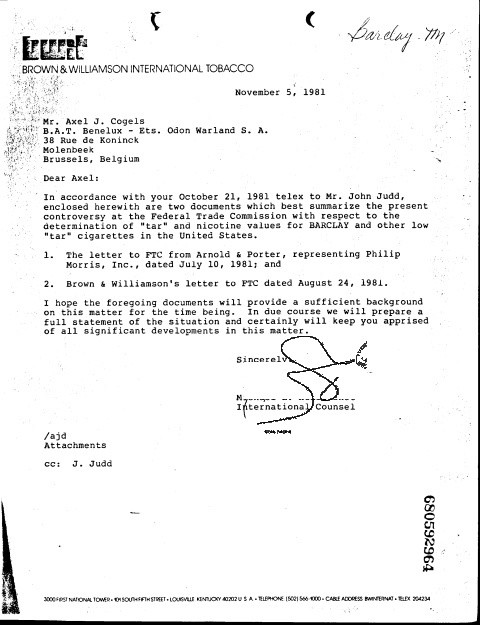 Barclay
BROWN & WILLIAMSON INTERNATIONAL TOBACCO
November 5, 1981
Mr. Axel J. Cogels
B.A.T. Benelux - Ets. Odon Warland S. A.
38 Rue de Koninck
Molenbeek
Brussels, Belgium
Dear Axel:
In accordance with your October 21, 1981 telex to Mr. John Judd,
enclosed herewith are two documents which best summarize the present
controversy at the Federal Trade Commission with respect to the
determination of "tar" and nicotine values for BARCLAY and other low
"tar" cigarettes in the United States.
1. The letter to FTC from Arnold & Porter, representing Philip
Morris, Inc., dated July 10, 1981; and
2. Brown & Williamson's letter to FTC dated August 24, 1981.
I hope the foregoing documents will provide a sufficient background
on this matter for the time being. In due course we will prepare a
full statement of the situation and certainly will keep you apprised
of all significant developments in this matter.
Sincerely
International Counsel
/ajd
Attachments
cc: J. Judd
680592964
3000 FIRST NATIONAL TOWER • 101 SOUTH FIFTH STREET • LOUISVILLE, KENTUCKY 40202 U. S. A. • TELEPHONE (502) 566-1000 • CABLE ADDRESS BWINTERNAT • TELEX 204234